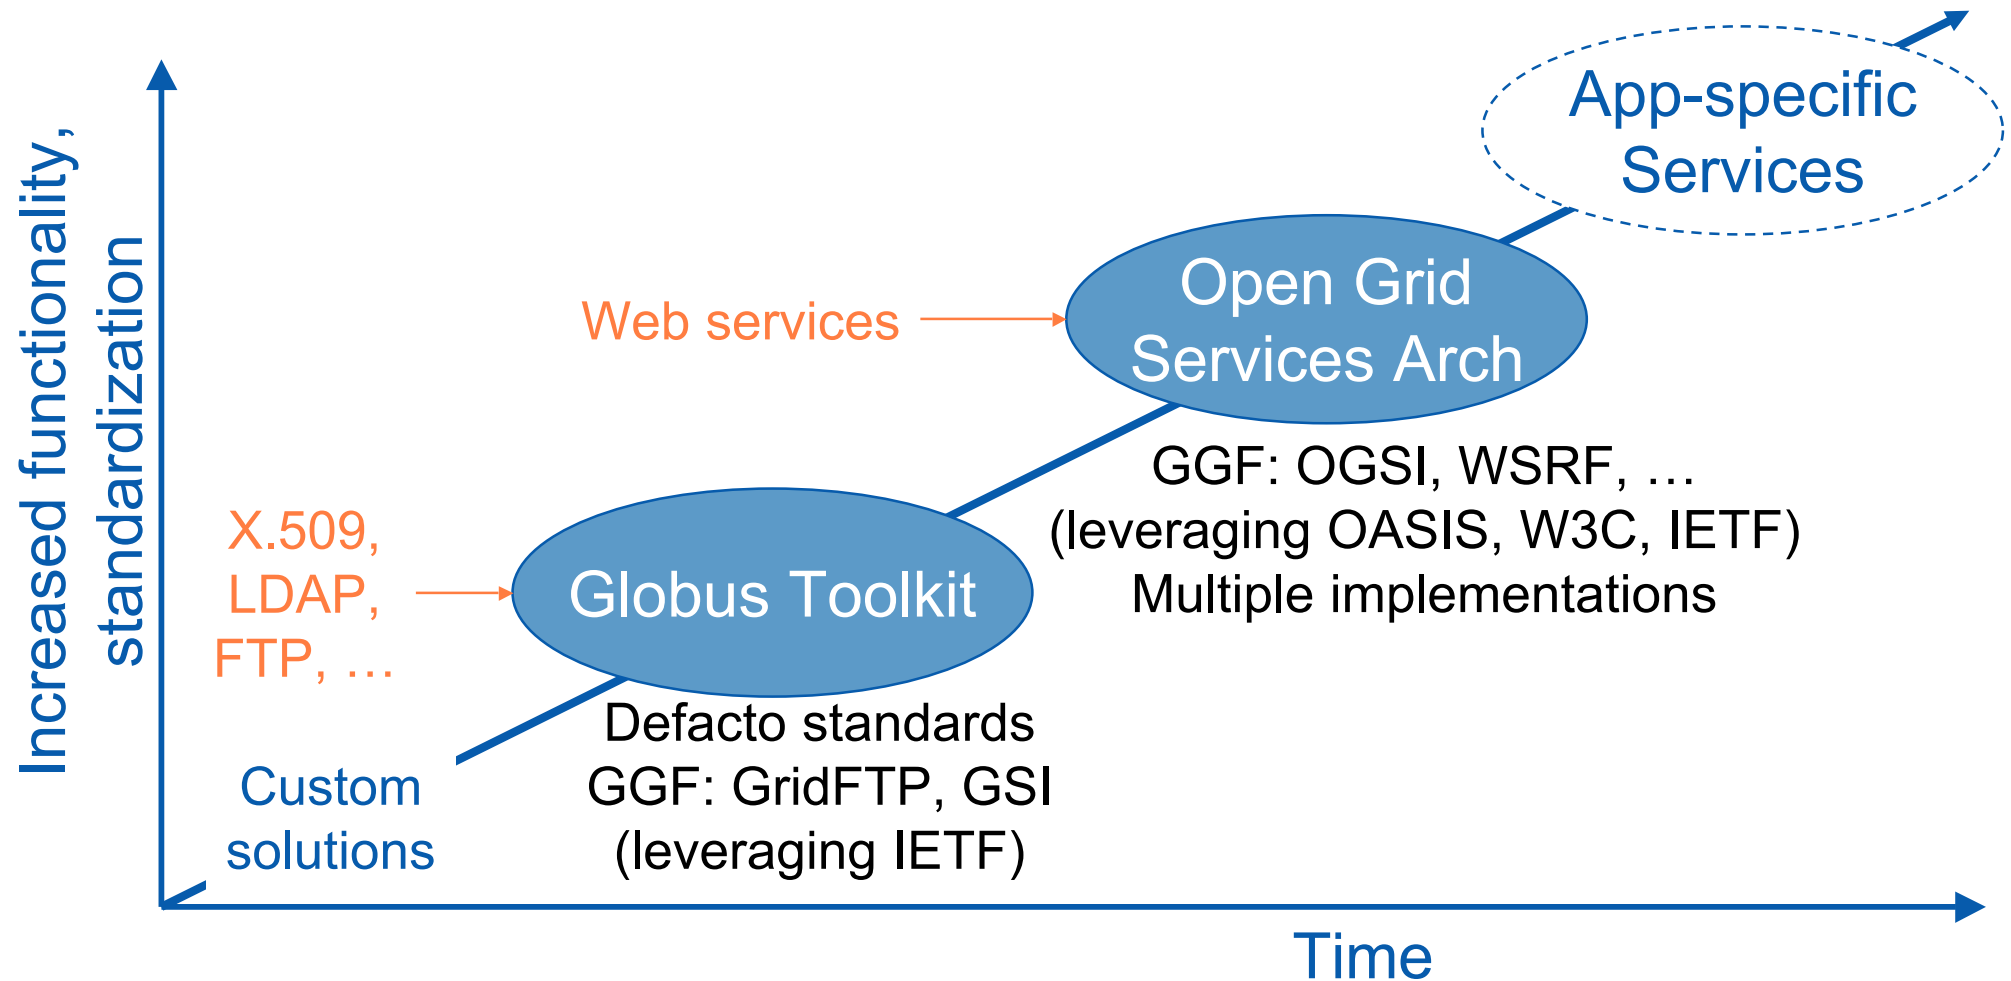 Increased functionality,
standardization
App-specific
Services
Open Grid
Services Arch
Web services
GGF: OGSI, WSRF, …
(leveraging OASIS, W3C, IETF)
Multiple implementations
X.509,
LDAP,
FTP, …
Globus Toolkit
Defacto standards
GGF: GridFTP, GSI
(leveraging IETF)
Custom
solutions
Time